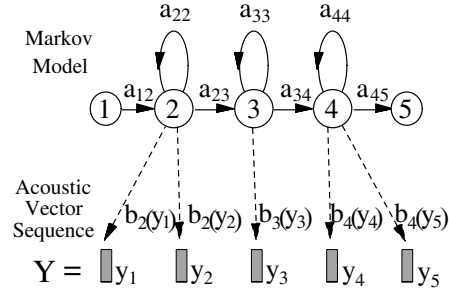 a22 a33 a44
Markov
Model
a12 a23 a34 a45
1 2 3 4 5
Acoustic
Vector
Sequence
b2(y1) b2(y2) b3(y3) b4(y4) b4(y5)
Y = y1 y2 y3 y4 y5